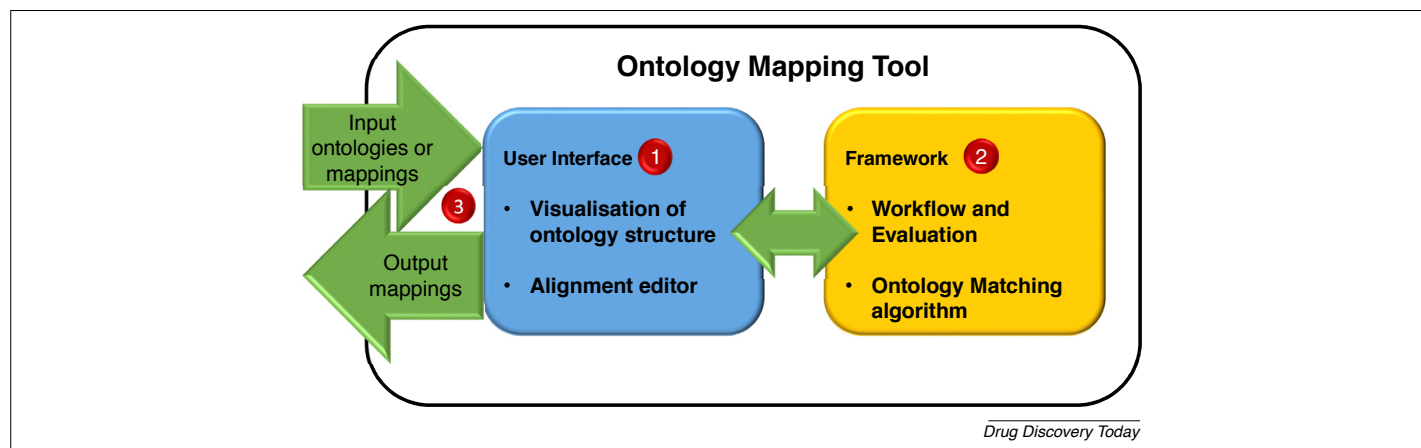 Ontology Mapping Tool
Input
ontologies or
mappings
3
Output
mappings
User Interface 1
• Visualisation of
ontology structure
• Alignment editor
Framework 2
• Workflow and
Evaluation
• Ontology Matching
algorithm
Drug Discovery Today